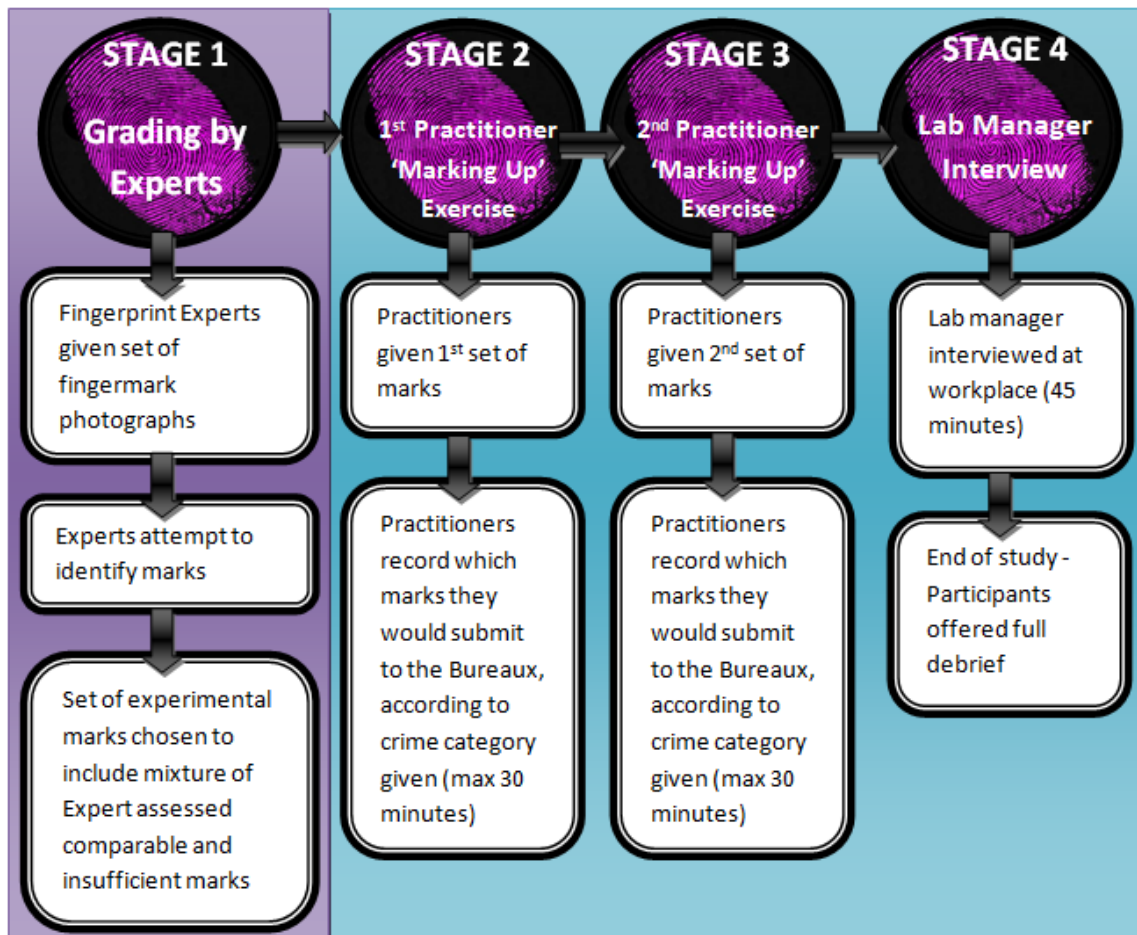 STAGE 1
Grading by
Experts
Fingerprint Experts
given set of
fingermark
photographs
Experts attempt to
identify marks
Set of experimental
marks chosen to
include mixture of
Expert assessed
comparable and
insufficient marks
STAGE 2
1st Practitioner
‘Marking Up’
Exercise
Practitioners
given 1st set of
marks
Practitioners
record which
marks they
would submit
to the Bureaux,
according to
crime category
given (max 30
minutes)
STAGE 3
2nd Practitioner
‘Marking Up’
Exercise
Practitioners
given 2nd set of
marks
Practitioners
record which
marks they
would submit
to the Bureaux,
according to
crime category
given (max 30
minutes)
STAGE 4
Lab Manager
Interview
Lab manager
interviewed at
workplace (45
minutes)
End of study -
Participants
offered full
debrief